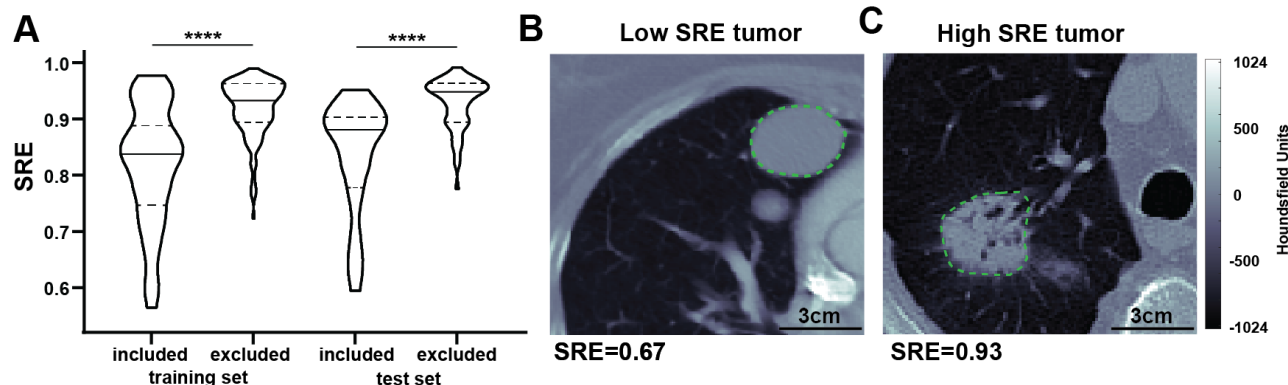 A
B
C
****
****
Low SRE tumor
High SRE tumor
SRE
1.0
0.9
0.8
0.7
0.6
included
excluded
included
excluded
training set
test set
3cm
SRE=0.67
3cm
SRE=0.93
1024
500
0
-500
-1024
Houndsfield Units